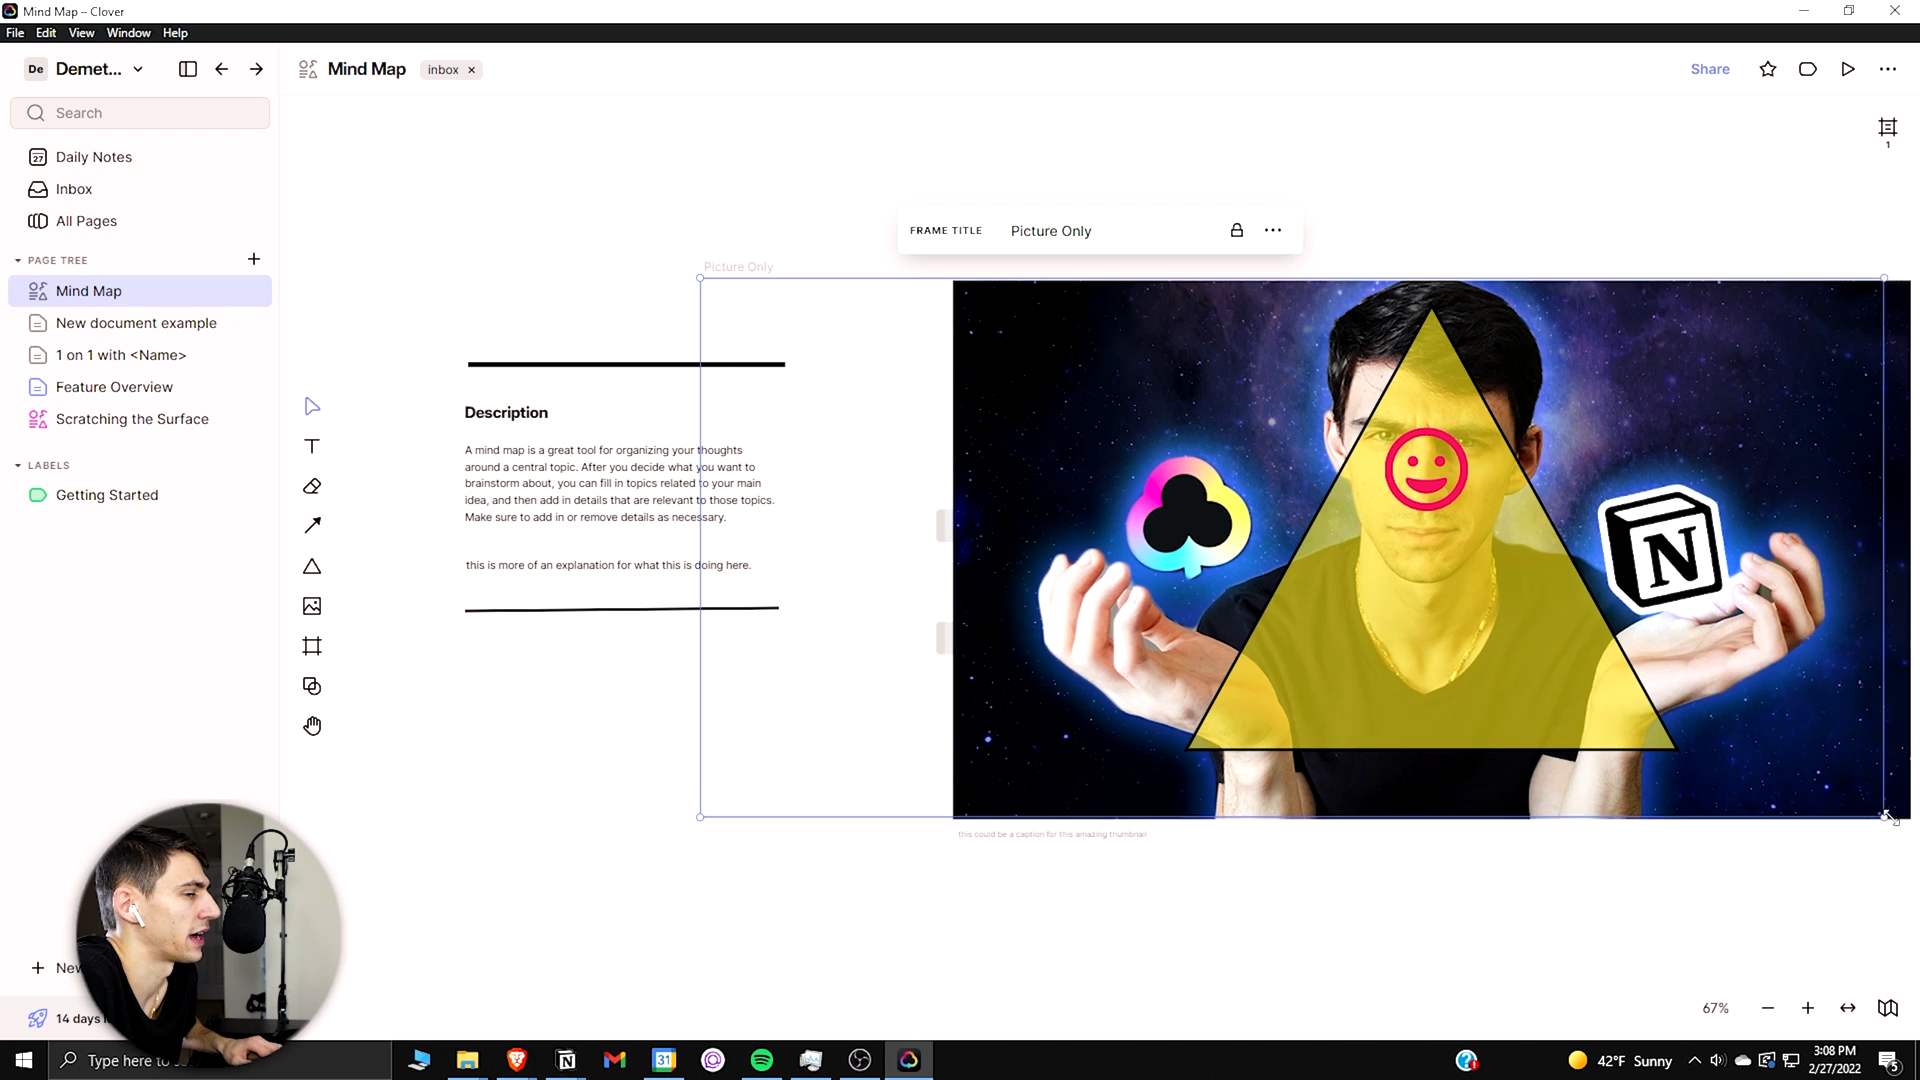 Mind Map – Clover
File Edit View Window Help
De Demet...
Mind Map inbox ×
Share
Search
27 Daily Notes
Inbox
All Pages
1
FRAME TITLE Picture Only
PAGE TREE
Picture Only
Mind Map
New document example
1 on 1 with <Name>
Feature Overview
Scratching the Surface
LABELS
Getting Started
Description
A mind map is a great tool for organizing your thoughts
around a central topic. After you decide what you want to
brainstorm about, you can fill in topics related to your main
idea, and then add in details that are relevant to those topics.
Make sure to add in or remove details as necessary.
this is more of an explanation for what this is doing here.
N
this could be a caption for this amazing thumbnail
New
14 days
67%
Type here to
31
42°F Sunny
3:08 PM
2/27/2022
5